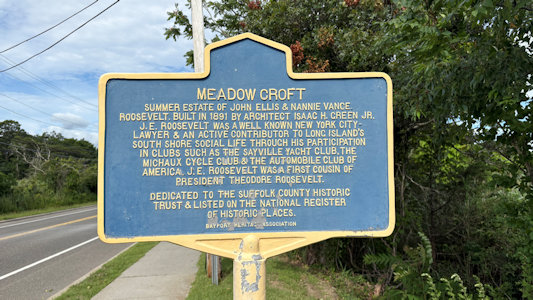 MEADOW CROFT
SUMMER ESTATE OF JOHN ELLIS & NANNIE VANCE
ROOSEVELT. BUILT IN 1891 BY ARCHITECT ISAAC H. GREEN JR.
J.E. ROOSEVELT WAS A WELL KNOWN NEW YORK CITY-
LAWYER & AN ACTIVE CONTRIBUTOR TO LONG ISLAND'S
SOUTH SHORE SOCIAL LIFE THROUGH HIS PARTICIPATION
IN CLUBS SUCH AS THE SAYVILLE YACHT CLUB, THE
MICHAUX CYCLE CLUB & THE AUTOMOBILE CLUB OF
AMERICA. J.E. ROOSEVELT WAS A FIRST COUSIN OF
PRESIDENT THEODORE ROOSEVELT.
DEDICATED TO THE SUFFOLK COUNTY HISTORIC
TRUST & LISTED ON THE NATIONAL REGISTER
OF HISTORIC PLACES.
BAYPORT HERITAGE ASSOCIATION